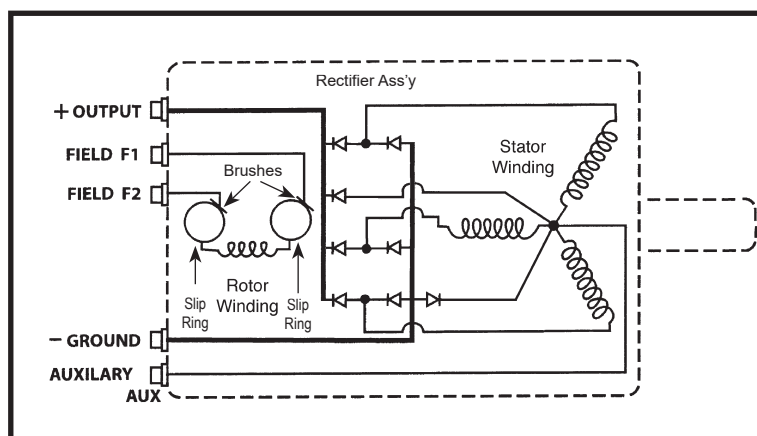 Rectifier Ass'y
+ OUTPUT
FIELD F1
FIELD F2
Brushes
Stator
Winding
Rotor
Winding
Slip
Ring
Slip
Ring
- GROUND
AUXILARY
AUX